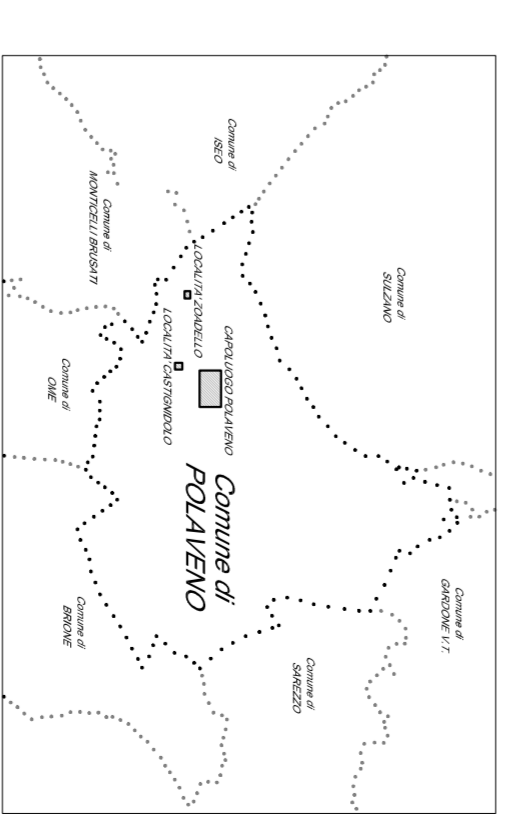 Comune di
SULZANO
Comune di
GARDONE V.T.
Comune di
ISEO
CAPOLUOGO POLAVENO
LOCALITA' ZOADELLO
LOCALITA' CASTIGNIDOLO
Comune di
POLAVENO
Comune di
SAREZZO
Comune di
MONTICELLI BRUSATI
Comune di
OME
Comune di
BRIONE